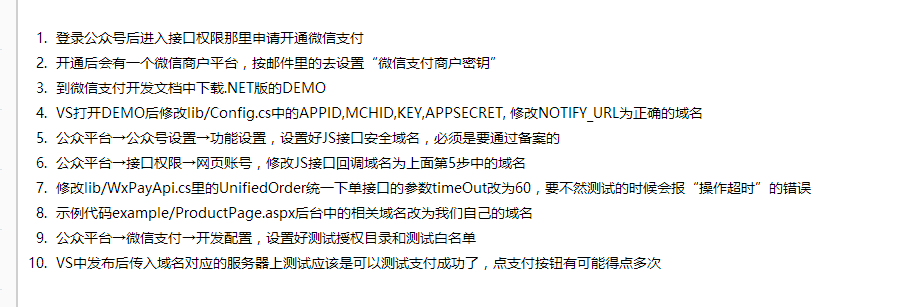 1. 登录公众号后进入接口权限那里申请开通微信支付
2. 开通后会有一个微信商户平台，按邮件里的去设置“微信支付商户密钥”
3. 到微信支付开发文档中下载.NET版的DEMO
4. VS打开DEMO后修改lib/Config.cs中的APPID,MCHID,KEY,APPSECRET, 修改NOTIFY_URL为正确的域名
5. 公众平台→公众号设置→功能设置，设置好JS接口安全域名，必须是要通过备案的
6. 公众平台→接口权限→网页账号，修改JS接口回调域名为上面第5步中的域名
7. 修改lib/WxPayApi.cs里的UnifiedOrder统一下单接口的参数timeOut改为60，要不然测试的时候会报“操作超时”的错误
8. 示例代码example/ProductPage.aspx后台中的相关域名改为我们自己的域名
9. 公众平台→微信支付→开发配置，设置好测试授权目录和测试白名单
10. VS中发布后传入域名对应的服务器上测试应该是可以测试支付成功了，点支付按钮有可能得点多次